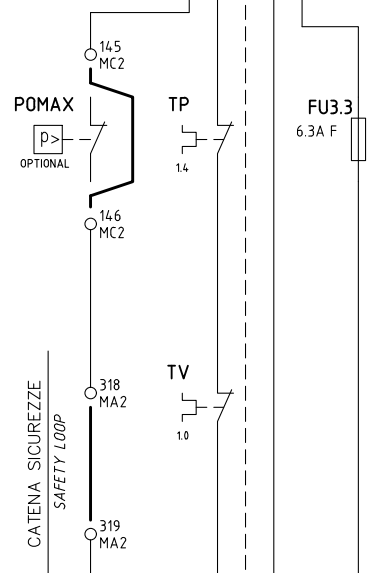 145
MC2
POMAX
p>
OPTIONAL
TP
1.4
FU3.3
6.3A F
146
MC2
TV
1.0
318
MA2
CATENA SICUREZZE
SAFETY LOOP
319
MA2